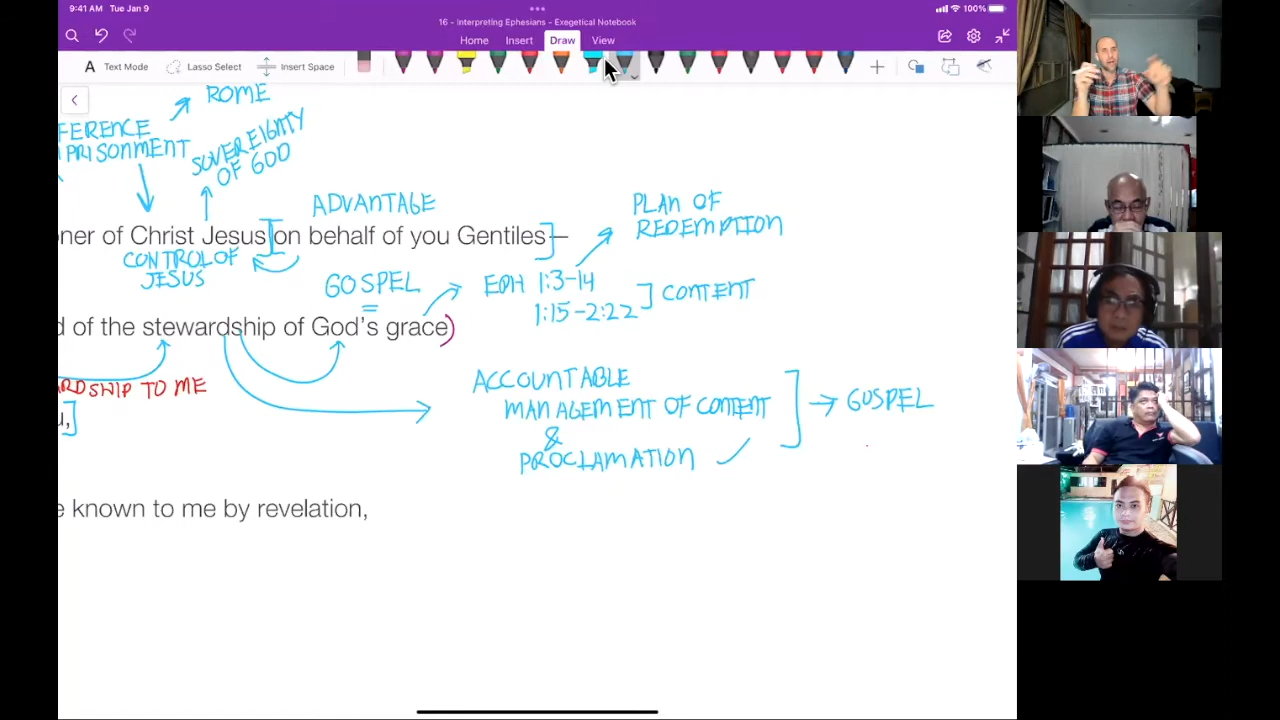 9:41 AM Tue Jan 9
100%
16 - Interpreting Ephesians - Exegetical Notebook
Home Insert Draw View
A Text Mode Lasso Select Insert Space
ROME
FERENCE
PRISONMENT
SOVEREIGNTY
OF GOD
ADVANTAGE
PLAN OF
REDEMPTION
oner of Christ Jesus on behalf of you Gentiles—
CONTROL OF
JESUS
GOSPEL
EPH 1:3-14
1:15-2:22
CONTENT
d of the stewardship of God's grace)
ARDSHIP TO ME
u,
ACCOUNTABLE
MANAGEMENT OF CONTENT
&
PROCLAMATION
GOSPEL
e known to me by revelation,